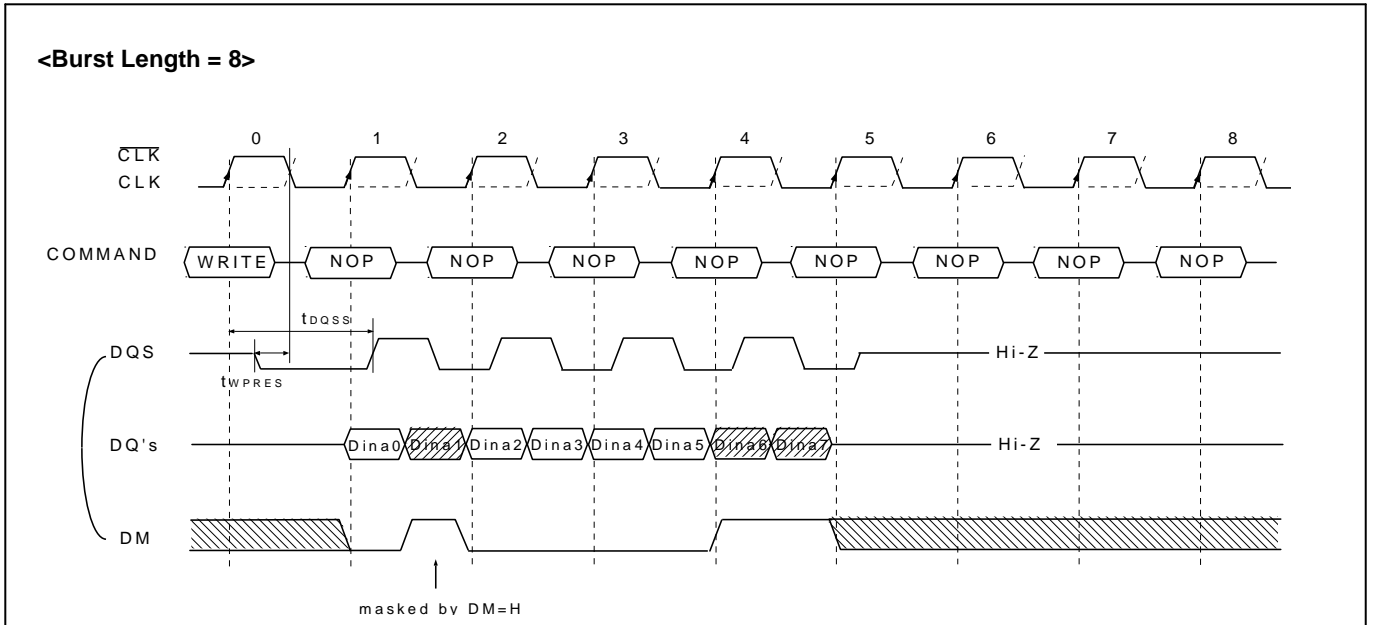 <Burst Length = 8>
0 1 2 3 4 5 6 7 8
CLK
CLK
COMMAND WRITE NOP NOP NOP NOP NOP NOP NOP NOP
tDQSS
DQS Hi-Z
tWPRES
DQ's Dina0 Dina1 Dina2 Dina3 Dina4 Dina5 Dina6 Dina7 Hi-Z
DM
masked by DM=H